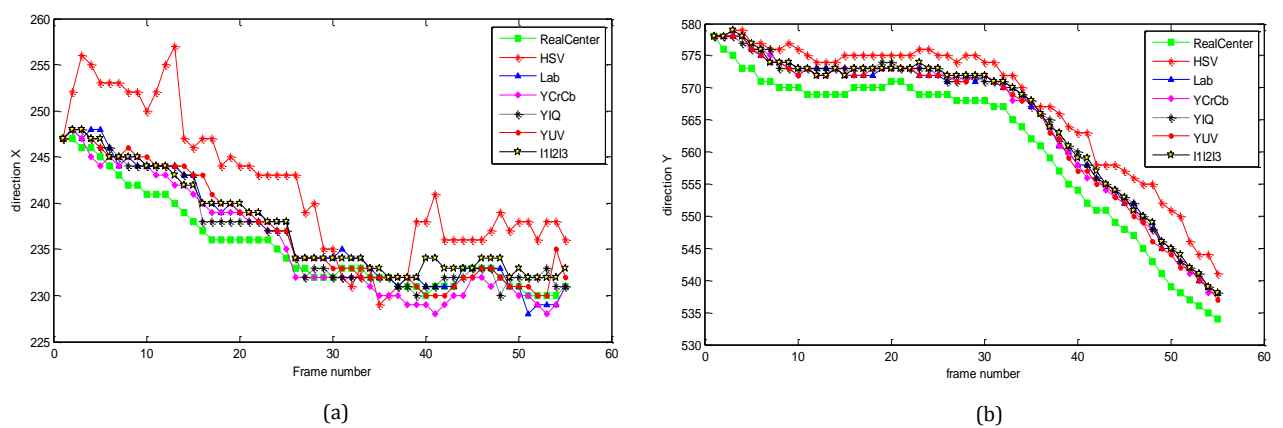 260
255
250
245
240
235
230
225
direction X
0
10
20
30
40
50
60
Frame number
RealCenter
HSV
Lab
YCrCb
YIQ
YUV
I1I2I3
(a)
580
575
570
565
560
555
550
545
540
535
530
direction Y
0
10
20
30
40
50
60
frame number
RealCenter
HSV
Lab
YCrCb
YIQ
YUV
I1I2I3
(b)